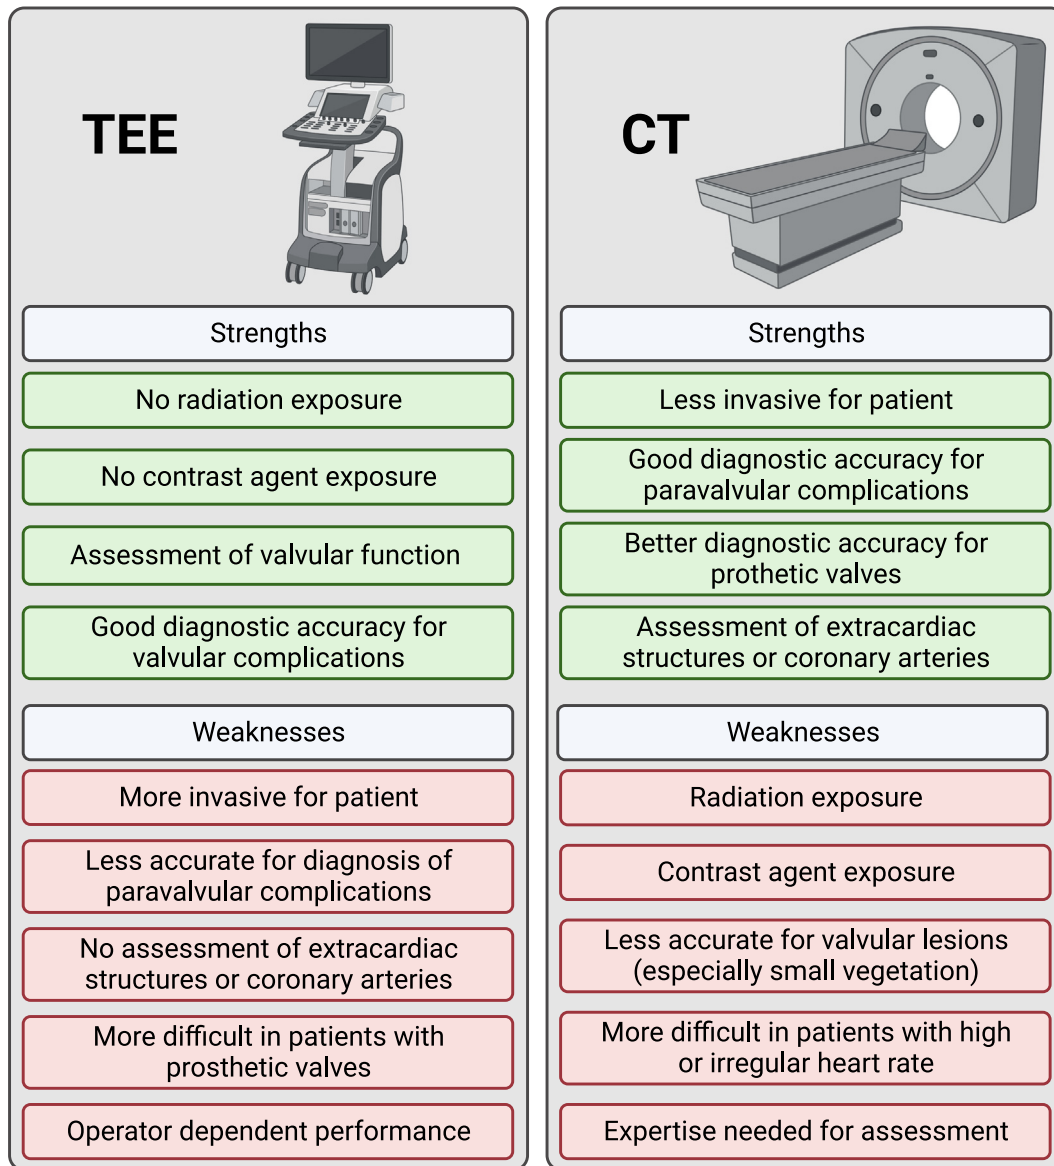 TEE
Strengths
No radiation exposure
No contrast agent exposure
Assessment of valvular function
Good diagnostic accuracy for
valvular complications
Weaknesses
More invasive for patient
Less accurate for diagnosis of
paravalvular complications
No assessment of extracardiac
structures or coronary arteries
More difficult in patients with
prosthetic valves
Operator dependent performance
CT
Strengths
Less invasive for patient
Good diagnostic accuracy for
paravalvular complications
Better diagnostic accuracy for
prothetic valves
Assessment of extracardiac
structures or coronary arteries
Weaknesses
Radiation exposure
Contrast agent exposure
Less accurate for valvular lesions
(especially small vegetation)
More difficult in patients with high
or irregular heart rate
Expertise needed for assessment